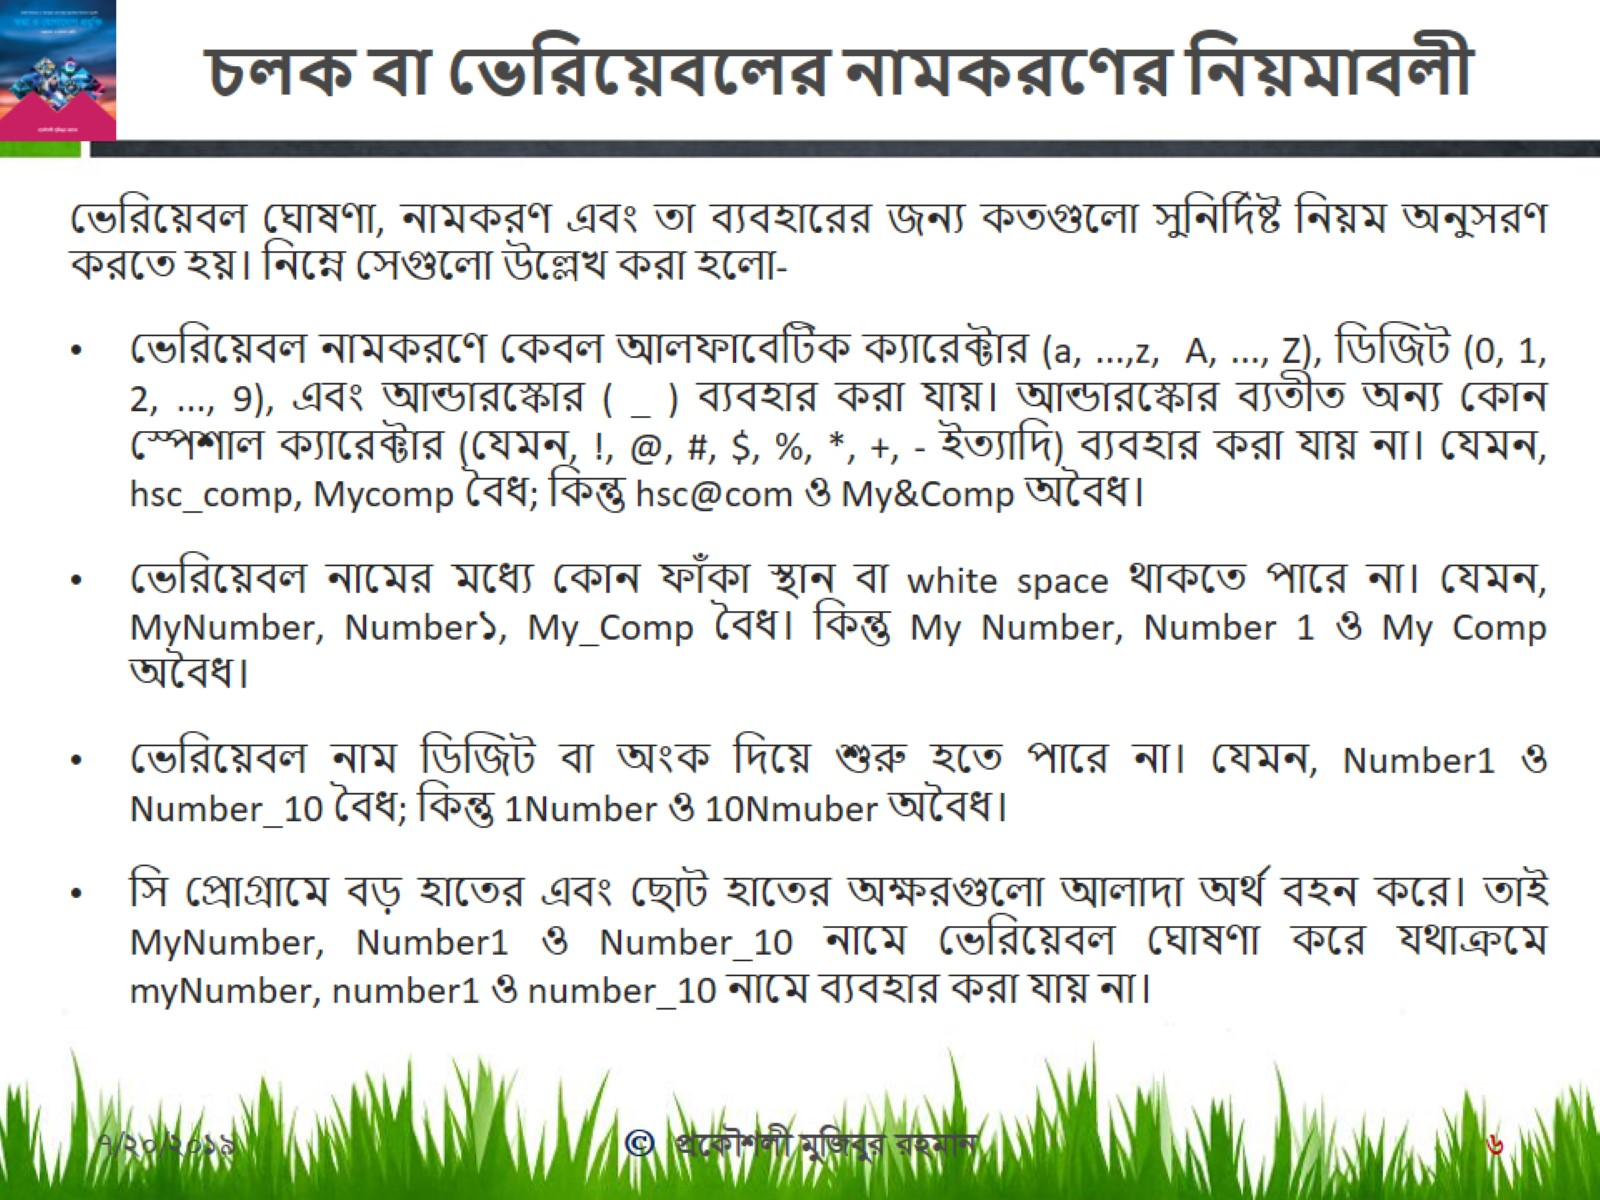 চলক বা ভেরিয়েবলের নামকরণের নিয়মাবলী
ভেরিয়েবল ঘোষণা, নামকরণ এবং তা ব্যবহারের জন্য কতগুলো সুনির্দিষ্ট নিয়ম অনুসরণ
করতে হয়। নিম্নে সেগুলো উল্লেখ করা হলো-
• ভেরিয়েবল নামকরণে কেবল আলফাবেটিক ক্যারেক্টার (a, ...,z, A, ..., Z), ডিজিট (0, 1,
2, ..., 9), এবং আন্ডারস্কোর ( _ ) ব্যবহার করা যায়। আন্ডারস্কোর ব্যতীত অন্য কোন
স্পেশাল ক্যারেক্টার (যেমন, !, @, #, $, %, *, +, - ইত্যাদি) ব্যবহার করা যায় না। যেমন,
hsc_comp, Mycomp বৈধ; কিন্তু hsc@com ও My&Comp অবৈধ।
• ভেরিয়েবল নামের মধ্যে কোন ফাঁকা স্থান বা white space থাকতে পারে না। যেমন,
MyNumber, Number১, My_Comp বৈধ। কিন্তু My Number, Number 1 ও My Comp
অবৈধ।
• ভেরিয়েবল নাম ডিজিট বা অংক দিয়ে শুরু হতে পারে না। যেমন, Number1 ও
Number_10 বৈধ; কিন্তু 1Number ও 10Nmuber অবৈধ।
• সি প্রোগ্রামে বড় হাতের এবং ছোট হাতের অক্ষরগুলো আলাদা অর্থ বহন করে। তাই
MyNumber, Number1 ও Number_10 নামে ভেরিয়েবল ঘোষণা করে যথাক্রমে
myNumber, number1 ও number_10 নামে ব্যবহার করা যায় না।
৭/২০/২০১৯
© প্রকৌশলী মুজিবুর রহমান
৬